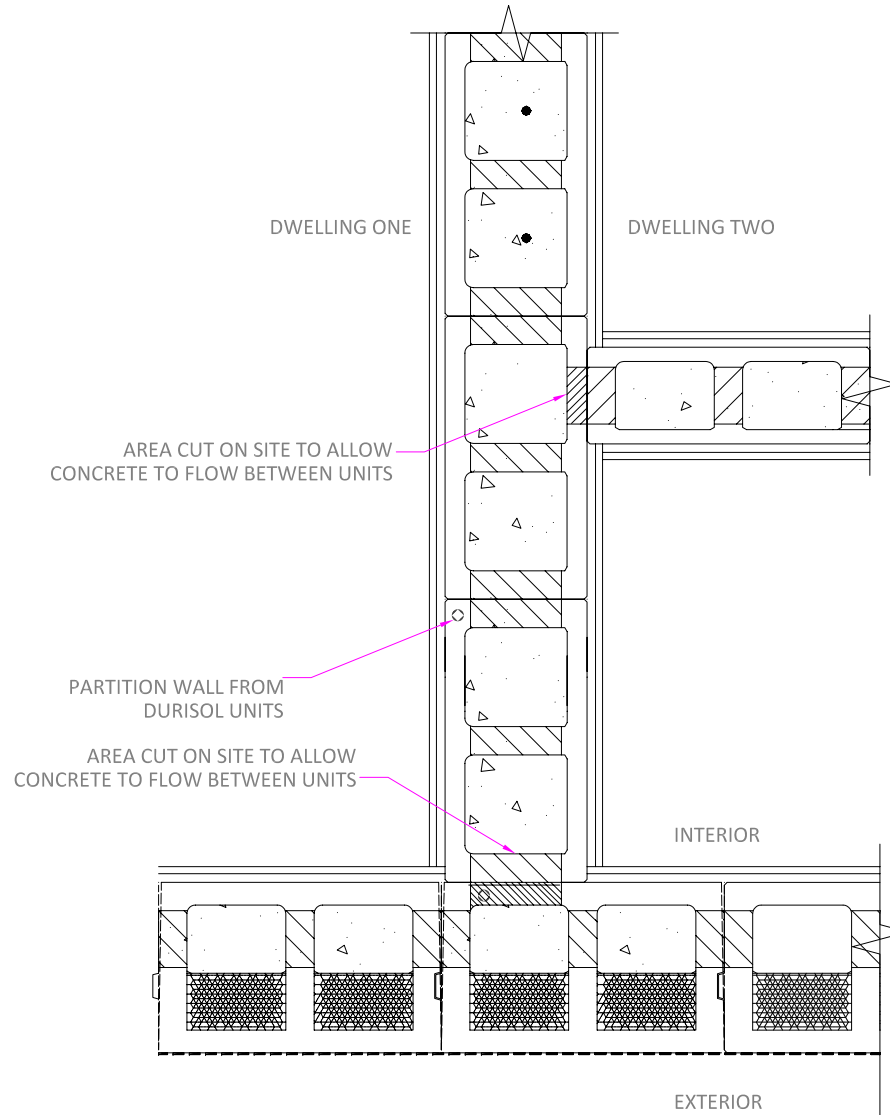 DWELLING ONE
DWELLING TWO
AREA CUT ON SITE TO ALLOW
CONCRETE TO FLOW BETWEEN UNITS
PARTITION WALL FROM
DURISOL UNITS
AREA CUT ON SITE TO ALLOW
CONCRETE TO FLOW BETWEEN UNITS
INTERIOR
EXTERIOR